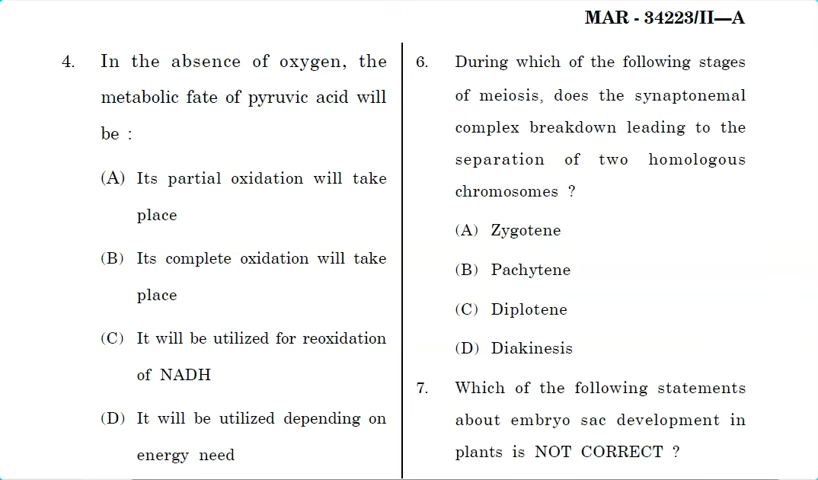 MAR - 34223/II—A
4. In the absence of oxygen, the
metabolic fate of pyruvic acid will
be :
(A) Its partial oxidation will take
place
(B) Its complete oxidation will take
place
(C) It will be utilized for reoxidation
of NADH
(D) It will be utilized depending on
energy need
6. During which of the following stages
of meiosis, does the synaptonemal
complex breakdown leading to the
separation of two homologous
chromosomes ?
(A) Zygotene
(B) Pachytene
(C) Diplotene
(D) Diakinesis
7. Which of the following statements
about embryo sac development in
plants is NOT CORRECT ?